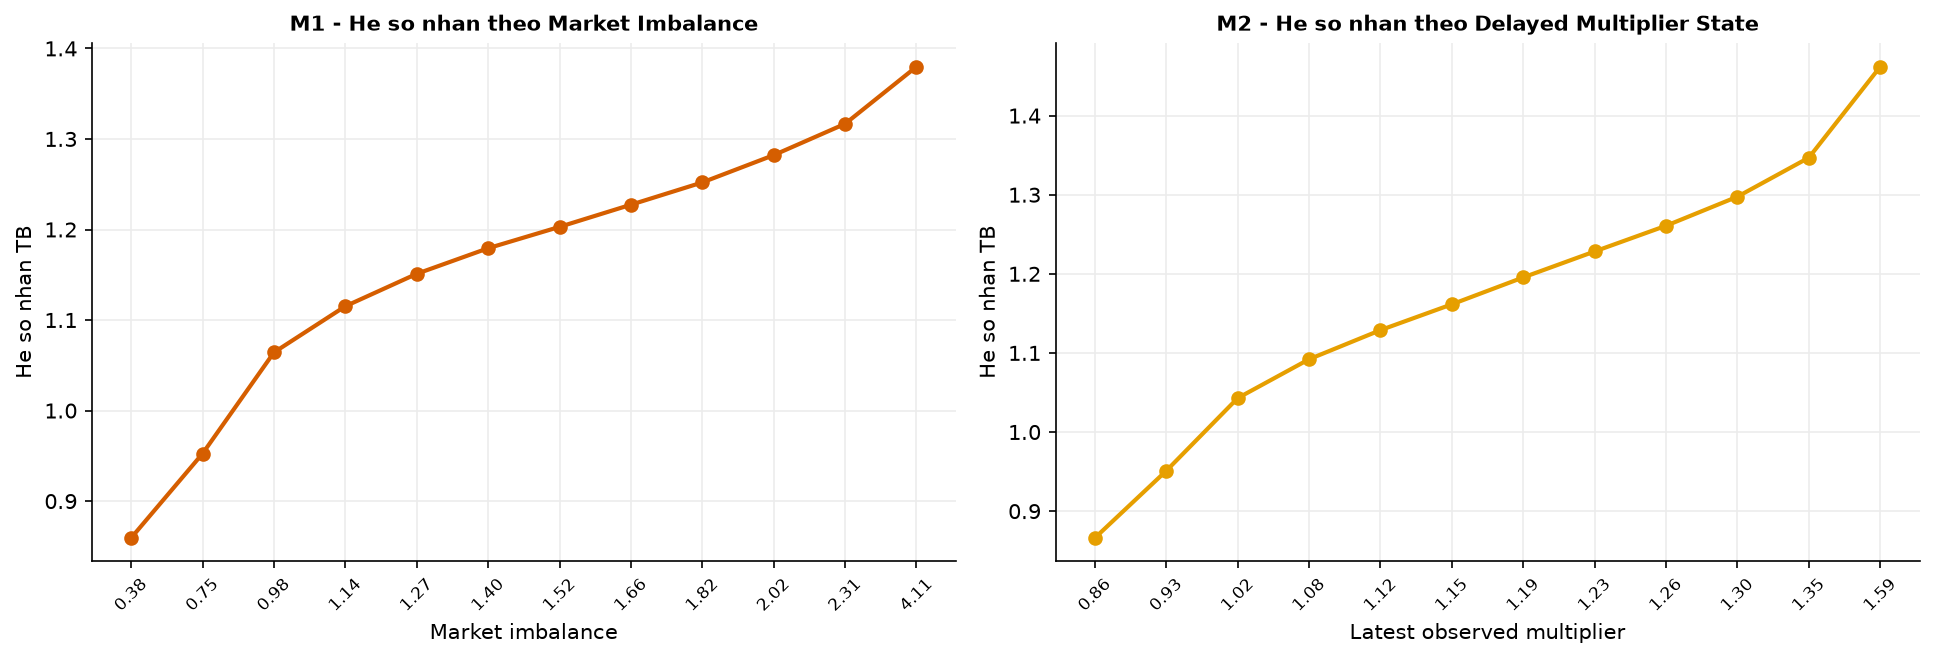 M1 - He so nhan theo Market Imbalance
He so nhan TB
1.4
1.3
1.2
1.1
1.0
0.9
0.38 0.75 0.98 1.14 1.27 1.40 1.52 1.66 1.82 2.02 2.31 4.11
Market imbalance
M2 - He so nhan theo Delayed Multiplier State
He so nhan TB
1.4
1.3
1.2
1.1
1.0
0.9
0.86 0.93 1.02 1.08 1.12 1.15 1.19 1.23 1.26 1.30 1.35 1.59
Latest observed multiplier